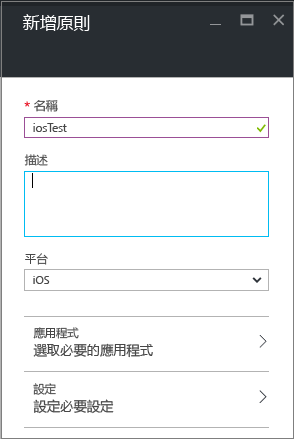 新增原則
* 名稱
iosTest
描述
平台
iOS
應用程式
選取必要的應用程式
設定
設定必要設定